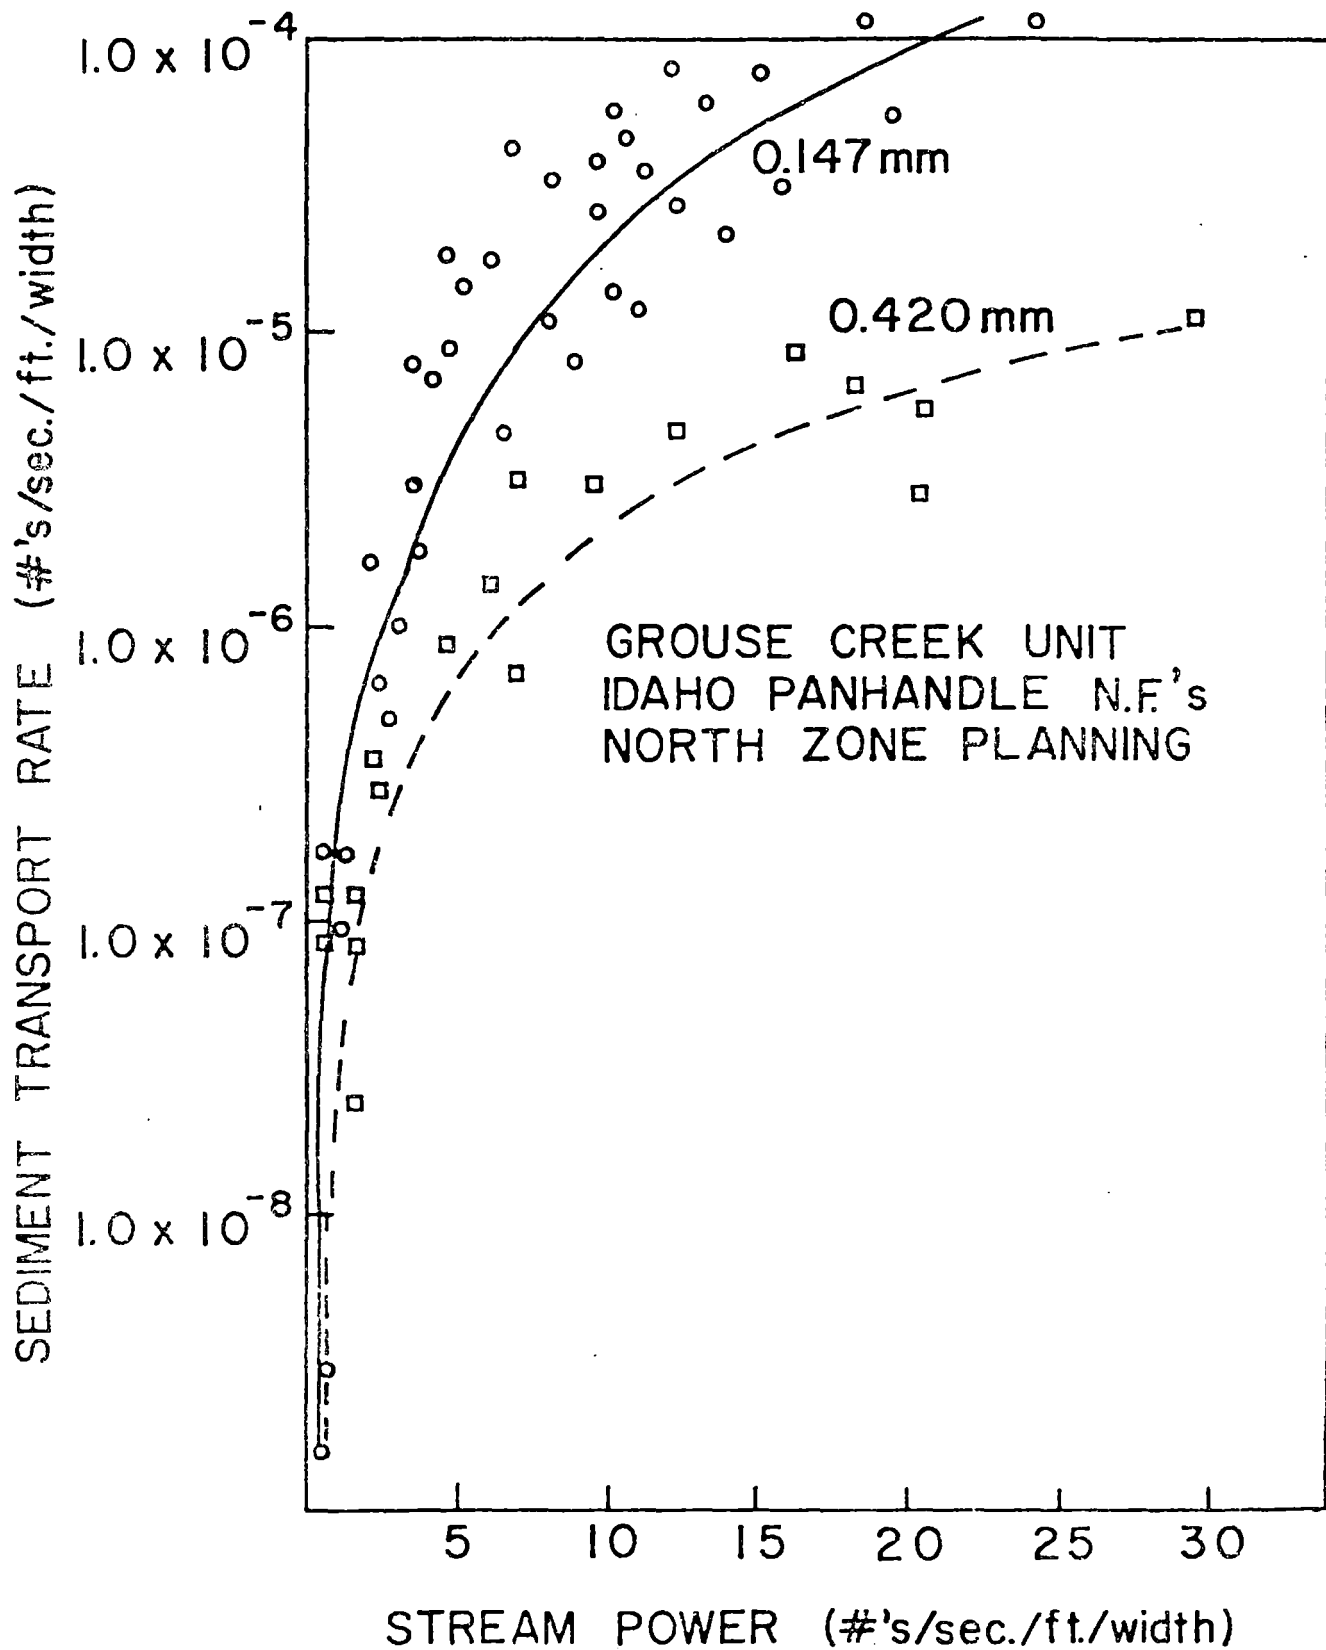 1.0 x 10-4
1.0 x 10-5
1.0 x 10-6
1.0 x 10-7
1.0 x 10-8
SEDIMENT TRANSPORT RATE (#'s/sec./ft./width)
0.147 mm
0.420 mm
GROUSE CREEK UNIT
IDAHO PANHANDLE N.F.'s
NORTH ZONE PLANNING
5 10 15 20 25 30
STREAM POWER (#'s/sec./ft./width)